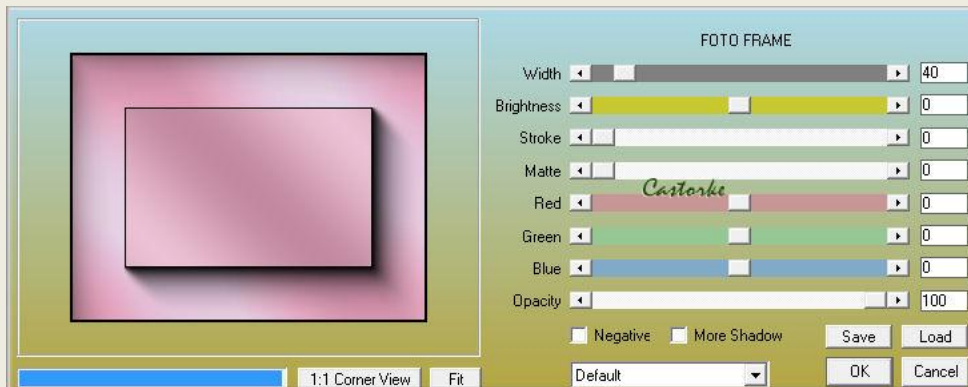 FOTO FRAME
Width 40
Brightness 0
Stroke 0
Matte 0
Castorke
Red 0
Green 0
Blue 0
Opacity 100
Negative More Shadow Save Load
1:1 Corner View Fit Default OK Cancel